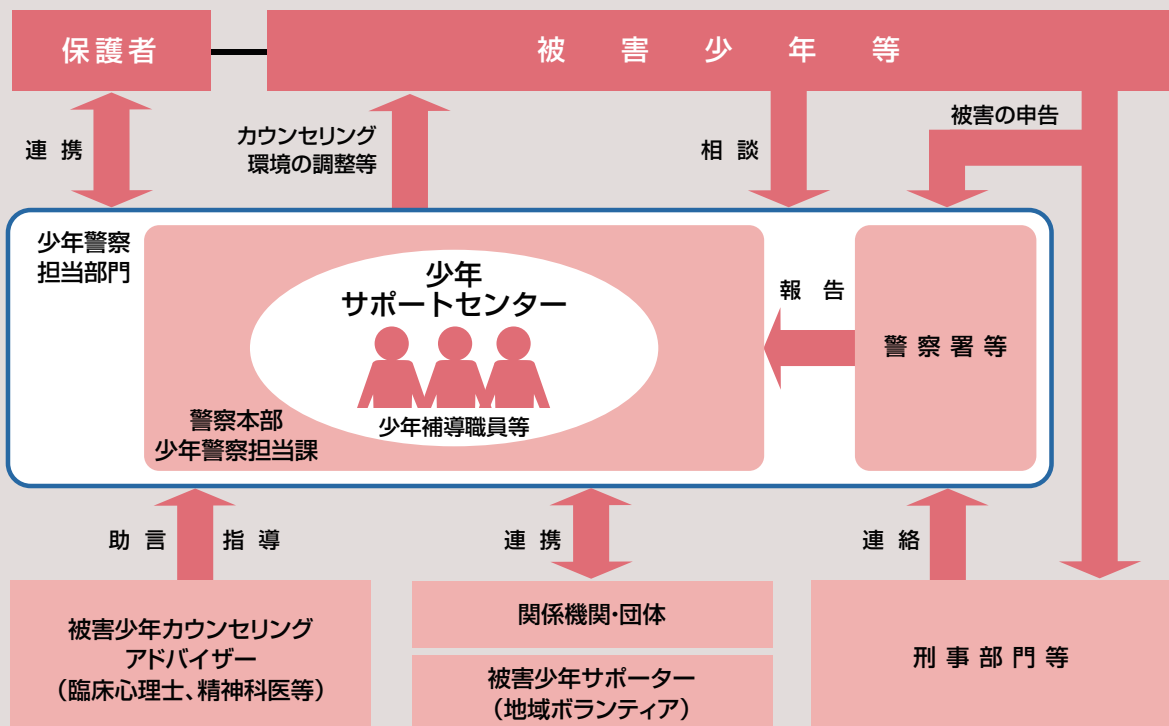 保護者
被害少年等
連携
カウンセリング
環境の調整等
相談
被害の申告
少年警察
担当部門
少年
サポートセンター
少年補導職員等
警察本部
少年警察担当課
報告
警察署等
助言
指導
連携
連絡
被害少年カウンセリング
アドバイザー
（臨床心理士、精神科医等）
関係機関・団体
被害少年サポーター
（地域ボランティア）
刑事部門等